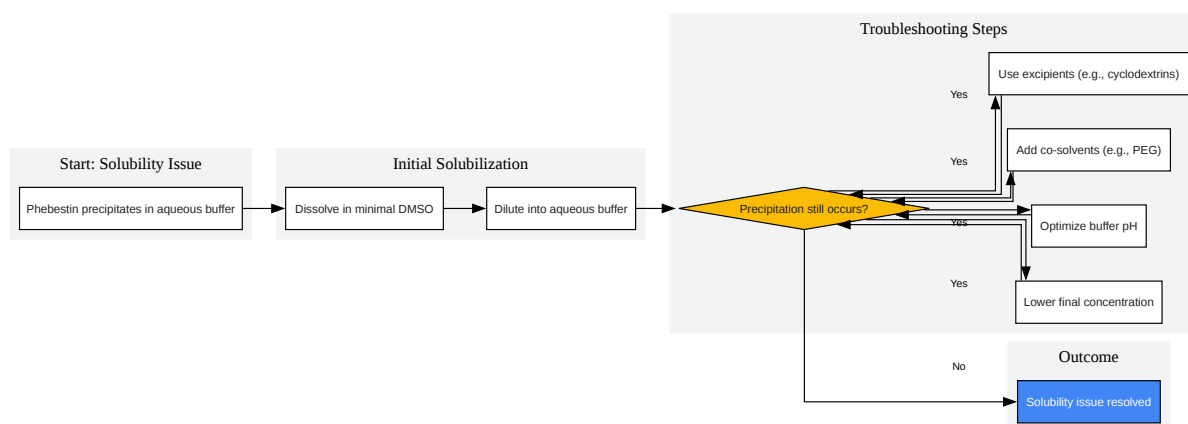 Troubleshooting Steps
Use excipients (e.g., cyclodextrins)
Yes
Add co-solvents (e.g., PEG)
Yes
Start: Solubility Issue
Initial Solubilization
Phebestin precipitates in aqueous buffer
Dissolve in minimal DMSO
Dilute into aqueous buffer
Precipitation still occurs?
Yes
Optimize buffer pH
Yes
Lower final concentration
Outcome
No
Solubility issue resolved